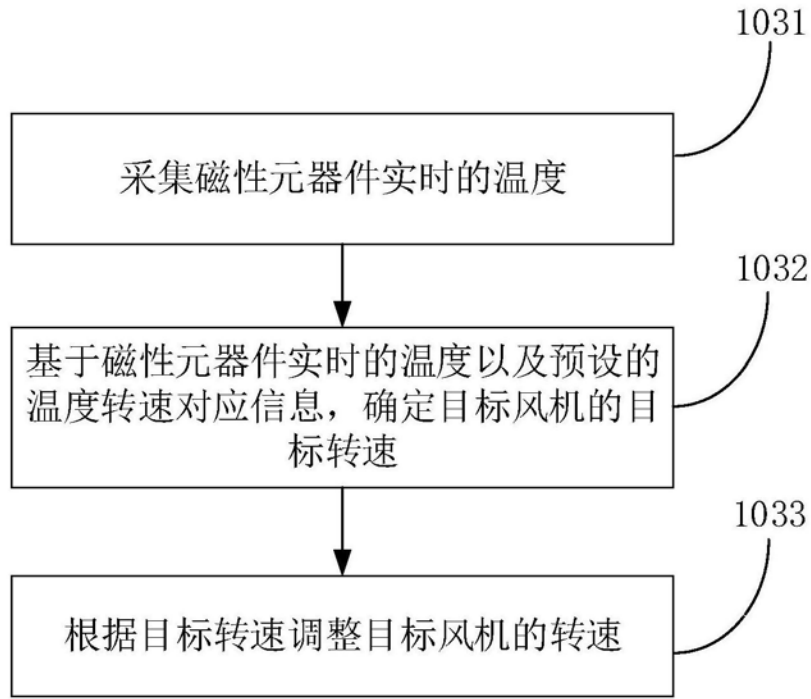 1031
采集磁性元器件实时的温度
1032
基于磁性元器件实时的温度以及预设的
温度转速对应信息，确定目标风机的目
标转速
1033
根据目标转速调整目标风机的转速